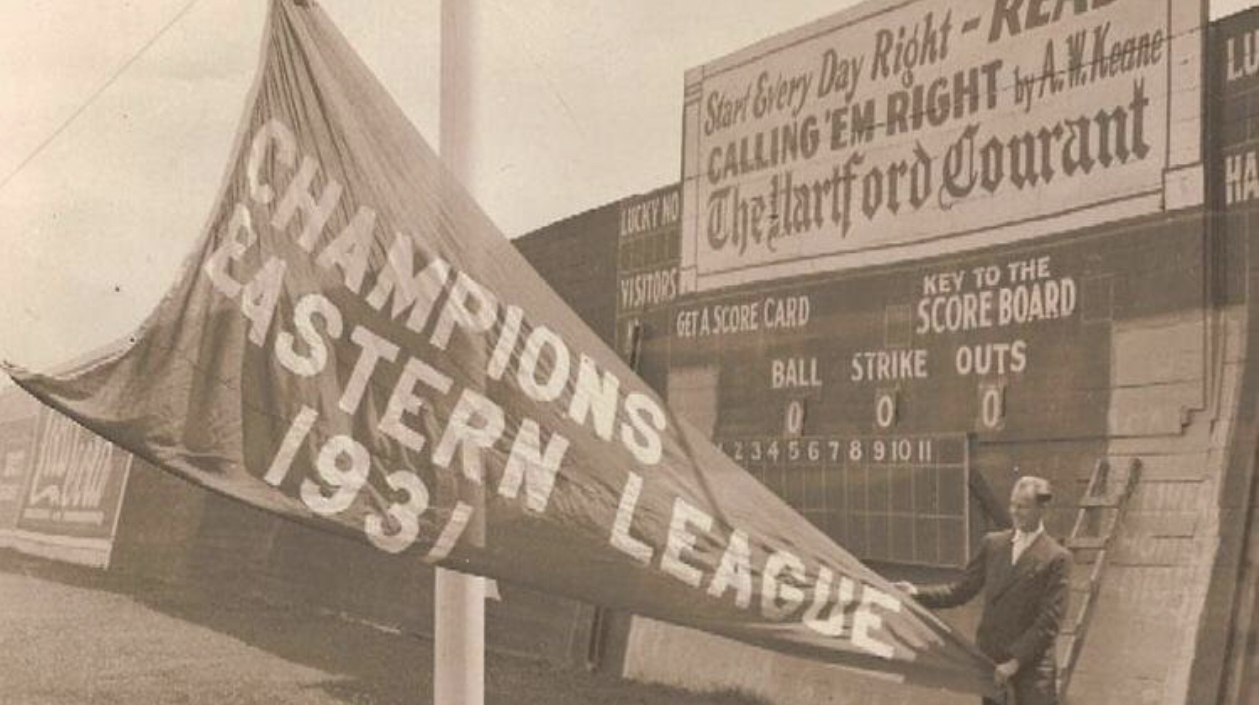 CHAMPIONS
EASTERN LEAGUE
1931
Start Every Day Right - READ
CALLING 'EM RIGHT by A.W. Keane
The Hartford Courant
LUCKY NO
VISITORS
GET A SCORE CARD
KEY TO THE
SCORE BOARD
BALL STRIKE OUTS
0 0 0
2 3 4 5 6 7 8 9 10 11
LU
HA